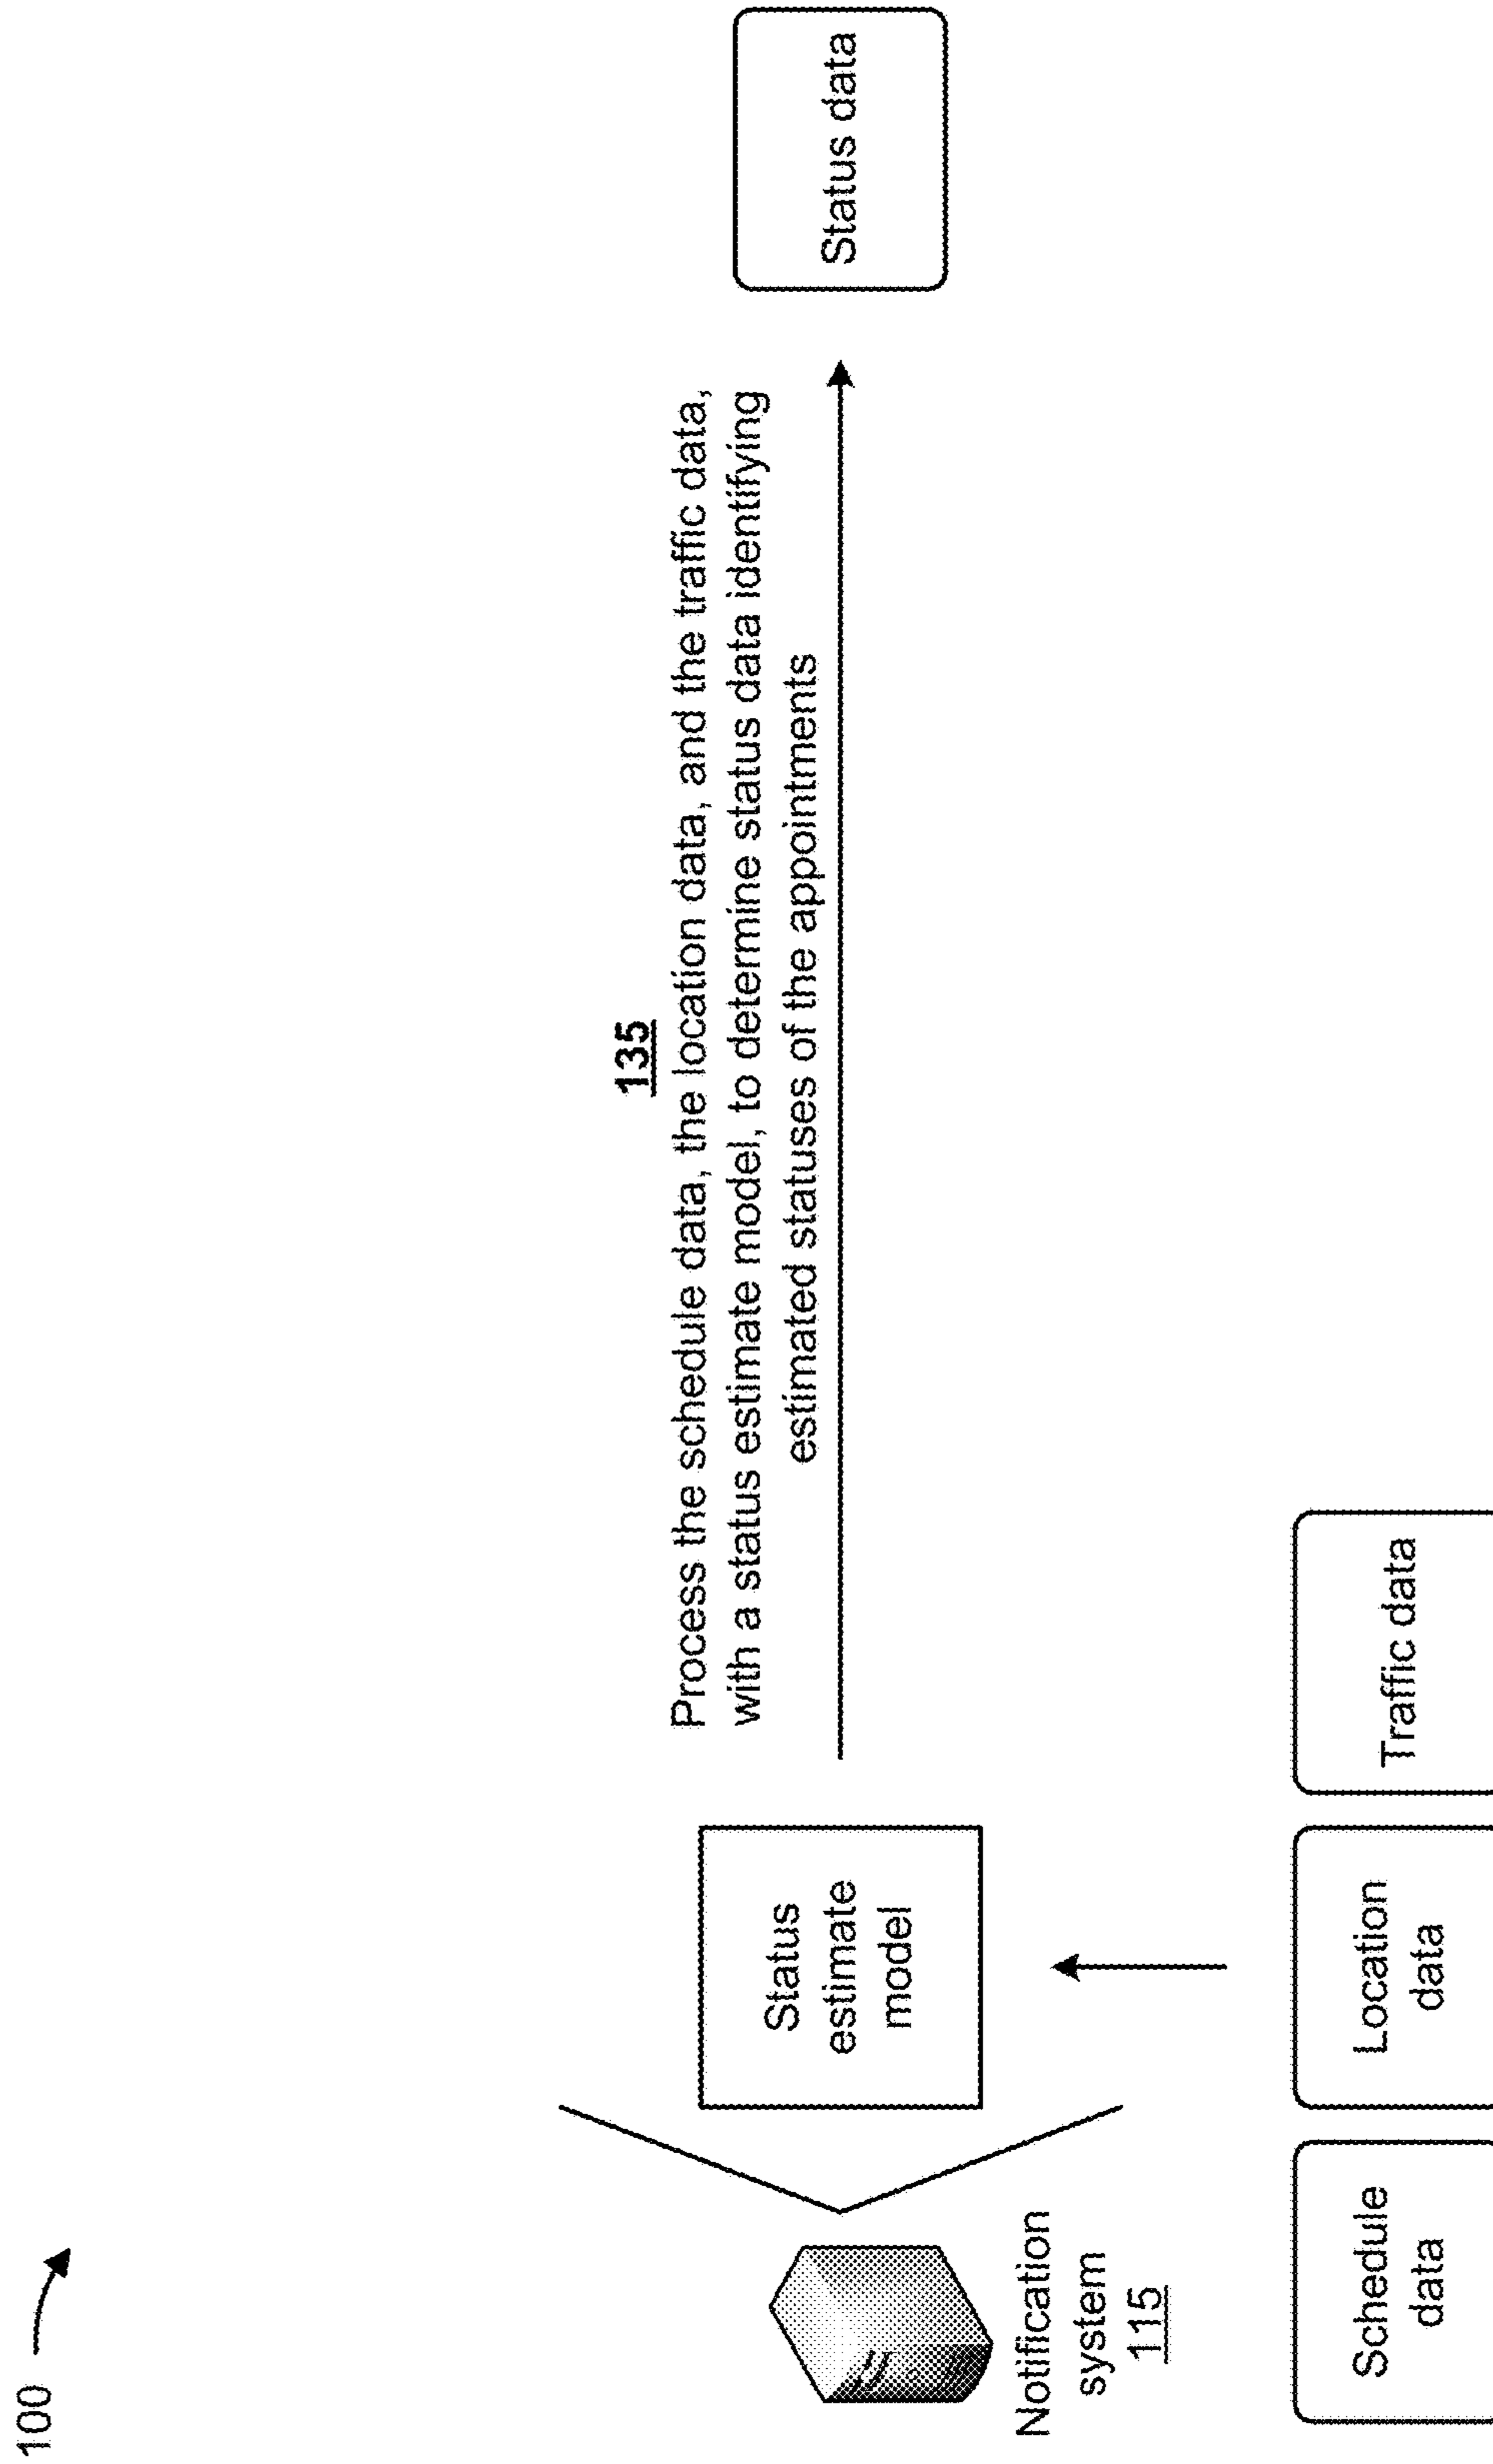 100
135
Process the schedule data, the location data, and the traffic data,
with a status estimate model, to determine status data identifying
estimated statuses of the appointments
Status
estimate
model
Status data
Notification
system
115
Schedule
data
Location
data
Traffic data